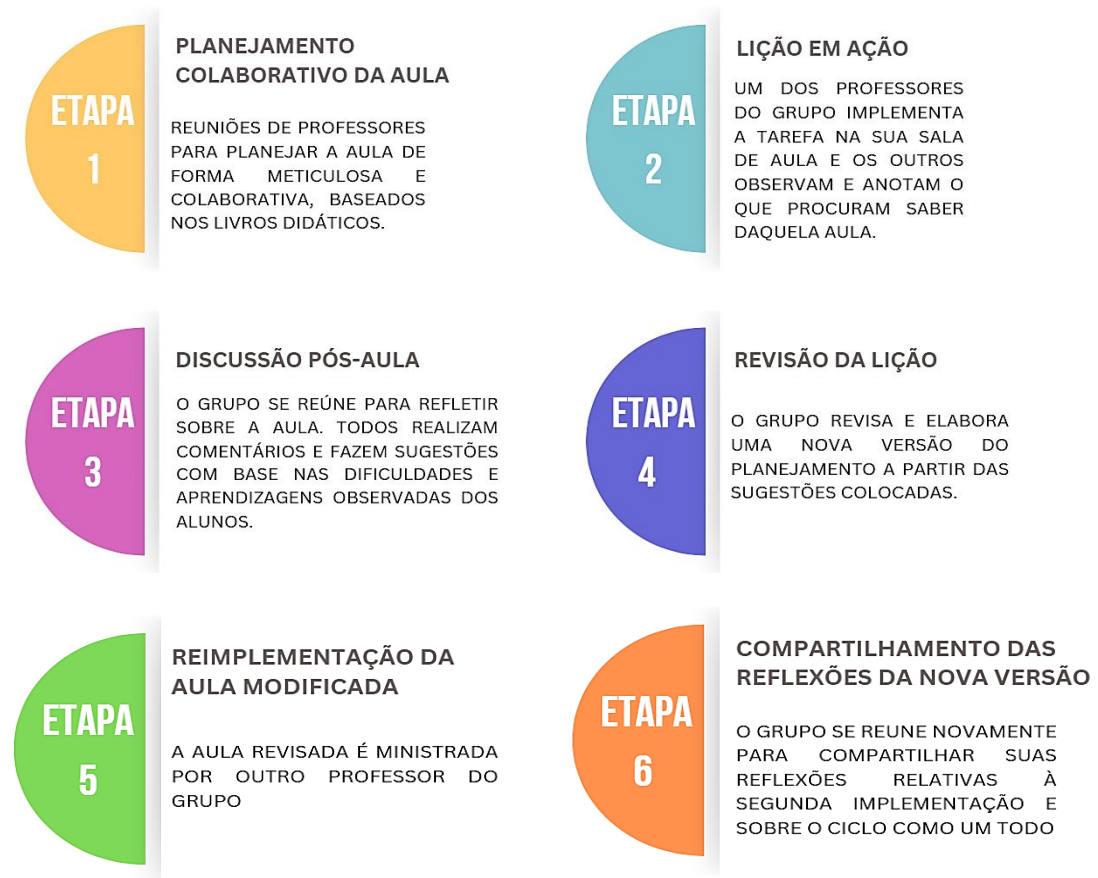 ETAPA
1
PLANEJAMENTO
COLABORATIVO DA AULA
REUNIÕES DE PROFESSORES
PARA PLANEJAR A AULA DE
FORMA METICULOSA E
COLABORATIVA, BASEADOS
NOS LIVROS DIDÁTICOS.
ETAPA
2
LIÇÃO EM AÇÃO
UM DOS PROFESSORES
DO GRUPO IMPLEMENTA
A TAREFA NA SUA SALA
DE AULA E OS OUTROS
OBSERVAM E ANOTAM O
QUE PROCURAM SABER
DAQUELA AULA.
ETAPA
3
DISCUSSÃO PÓS-AULA
O GRUPO SE REÚNE PARA REFLETIR
SOBRE A AULA. TODOS REALIZAM
COMENTÁRIOS E FAZEM SUGESTÕES
COM BASE NAS DIFICULDADES E
APRENDIZAGENS OBSERVADAS DOS
ALUNOS.
ETAPA
4
REVISÃO DA LIÇÃO
O GRUPO REVISA E ELABORA
UMA NOVA VERSÃO DO
PLANEJAMENTO A PARTIR DAS
SUGESTÕES COLOCADAS.
ETAPA
5
REIMPLEMENTAÇÃO DA
AULA MODIFICADA
A AULA REVISADA É MINISTRADA
POR OUTRO PROFESSOR DO
GRUPO
ETAPA
6
COMPARTILHAMENTO DAS
REFLEXÕES DA NOVA VERSÃO
O GRUPO SE REUNE NOVAMENTE
PARA COMPARTILHAR SUAS
REFLEXÕES RELATIVAS À
SEGUNDA IMPLEMENTAÇÃO E
SOBRE O CICLO COMO UM TODO